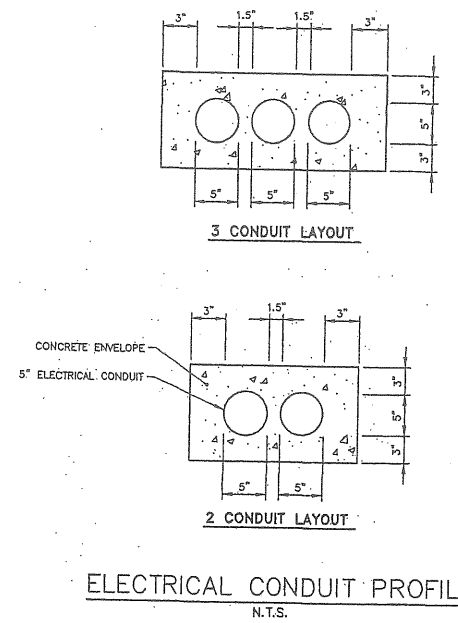 3" 1.5" 1.5" 3"
3"
5"
3"
5" 5" 5"
3 CONDUIT LAYOUT
3" 1.5" 3"
CONCRETE ENVELOPE
5" ELECTRICAL CONDUIT
3"
5"
3"
5" 5"
2 CONDUIT LAYOUT
ELECTRICAL CONDUIT PROFIL
N.T.S.